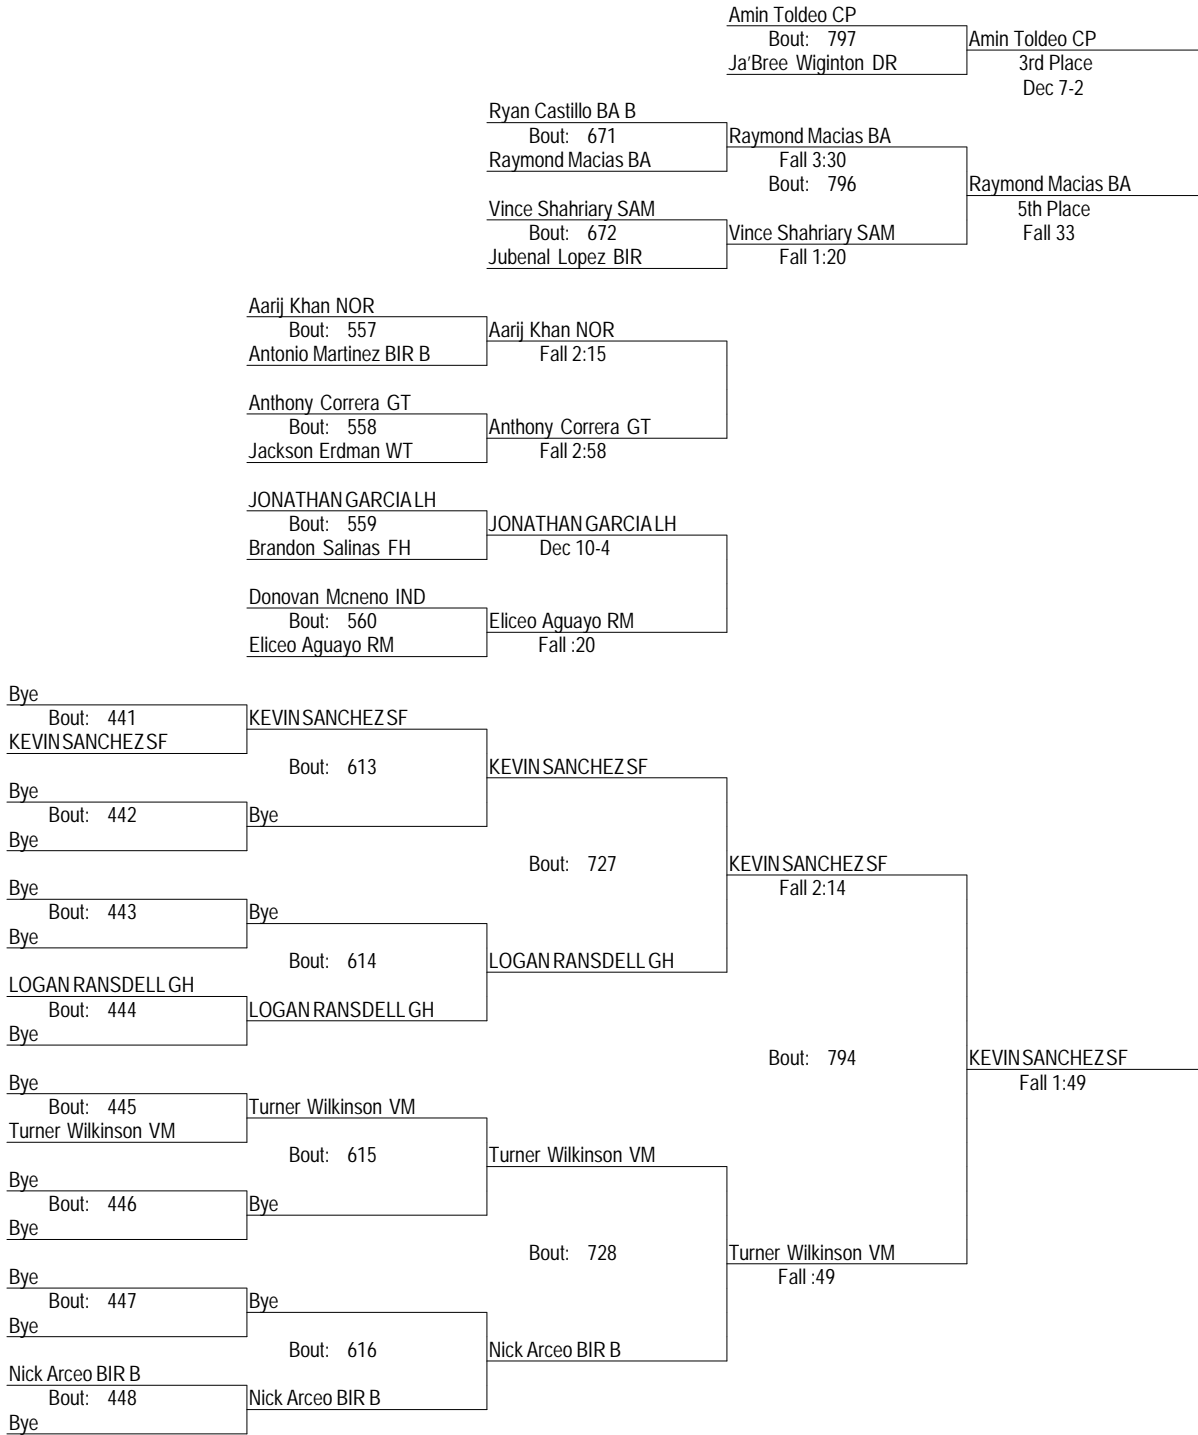 Amin Toldeo CP
Bout: 797
Amin Toldeo CP
Ja'Bree Wiginton DR
3rd Place
Dec 7-2
Ryan Castillo BA B
Bout: 671
Raymond Macias BA
Raymond Macias BA
Fall 3:30
Bout: 796
Raymond Macias BA
Vince Shahriary SAM
5th Place
Bout: 672
Vince Shahriary SAM
Fall 33
Jubenal Lopez BIR
Fall 1:20
Aarij Khan NOR
Bout: 557
Aarij Khan NOR
Antonio Martinez BIR B
Fall 2:15
Anthony Correra GT
Bout: 558
Anthony Correra GT
Jackson Erdman WT
Fall 2:58
JONATHAN GARCIA LH
Bout: 559
JONATHAN GARCIA LH
Brandon Salinas FH
Dec 10-4
Donovan Mcneno IND
Bout: 560
Eliceo Aguayo RM
Eliceo Aguayo RM
Fall :20
Bye
Bout: 441
KEVIN SANCHEZ SF
KEVIN SANCHEZ SF
Bout: 613
KEVIN SANCHEZ SF
Bye
Bout: 442
Bye
Bye
Bout: 727
KEVIN SANCHEZ SF
Bye
Fall 2:14
Bout: 443
Bye
Bye
Bout: 614
LOGAN RANSDELL GH
LOGAN RANSDELL GH
Bout: 444
LOGAN RANSDELL GH
Bye
Bout: 794
KEVIN SANCHEZ SF
Bye
Fall 1:49
Bout: 445
Turner Wilkinson VM
Turner Wilkinson VM
Bout: 615
Turner Wilkinson VM
Bye
Bout: 446
Bye
Bye
Bout: 728
Turner Wilkinson VM
Bye
Fall :49
Bout: 447
Bye
Bye
Bout: 616
Nick Arceo BIR B
Nick Arceo BIR B
Bout: 448
Nick Arceo BIR B
Bye